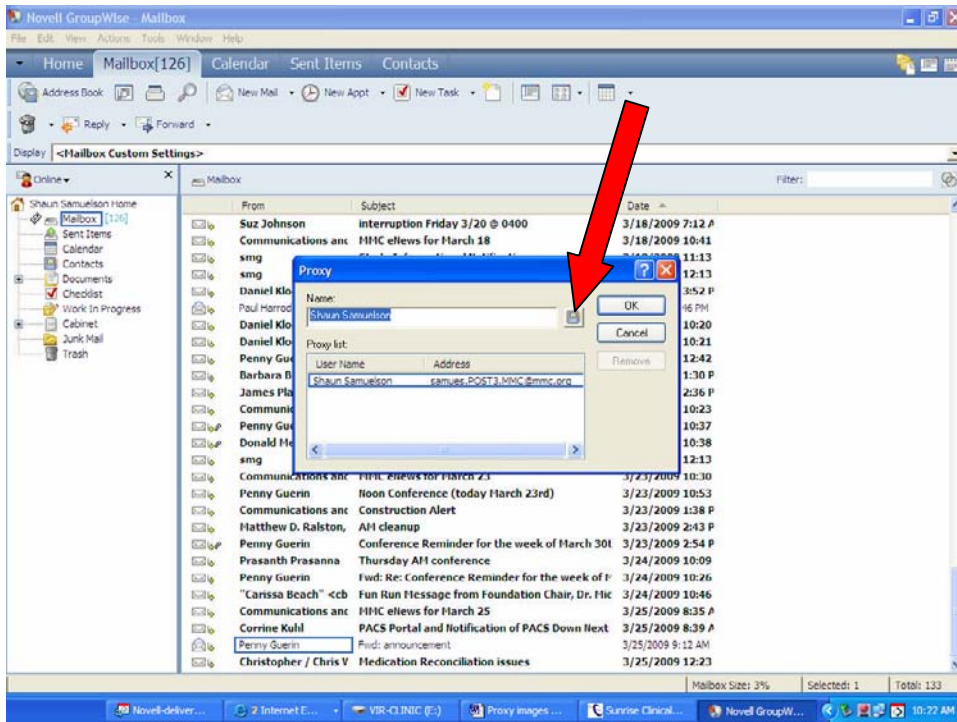 Novell GroupWise - Mailbox
File Edit View Actions Tools Window Help
Home Mailbox[126] Calendar Sent Items Contacts
Address Book New Mail New Appt New Task
Reply Forward
Display <Mailbox Custom Settings>
Online Mailbox Filter:
Shaun Samuelson Home
Mailbox [126]
Sent Items
Calendar
Contacts
Documents
Checklist
Work In Progress
Cabinet
Junk Mail
Trash
From Subject Date
Suz Johnson interruption Friday 3/20 @ 0400 3/18/2009 7:12 A
Communications anc MMC eNews for March 18 3/18/2009 10:41
smg 11:13
smg 12:13
Daniel Klo 3:52 P
Paul Harrod 46 PM
Daniel Klo 10:20
Daniel Klo 10:21
Penny Gue 12:42
Barbara B 1:30 P
James Pla 2:36 P
Communic 10:23
Penny Gue 10:37
Donald Me 10:38
smg 12:13
Communications anc MMC eNews for March 23 3/23/2009 10:30
Penny Guerin Noon Conference (today March 23rd) 3/23/2009 10:53
Communications anc Construction Alert 3/23/2009 1:38 P
Matthew D. Ralston, AM cleanup 3/23/2009 2:43 P
Penny Guerin Conference Reminder for the week of March 30t 3/23/2009 2:54 P
Prasanth Prasanna Thursday AM conference 3/24/2009 10:09
Penny Guerin Fwd: Re: Conference Reminder for the week of 3/24/2009 10:26
"Carissa Beach" <cb Fun Run Message from Foundation Chair, Dr. Mic 3/24/2009 10:46
Communications anc MMC eNews for March 25 3/25/2009 8:35 A
Corrine Kuhl PACS Portal and Notification of PACS Down Next 3/25/2009 8:39 A
Penny Guerin Fwd: announcement 3/25/2009 9:12 AM
Christopher / Chris V Medication Reconciliation issues 3/25/2009 12:23
Proxy
Name:
Shaun Samuelson
OK
Cancel
Remove
Proxy list:
User Name Address
Shaun Samuelson samues.POST3.MMC@mmc.org
Mailbox Size: 3% Selected: 1 Total: 133
Novell-deliver... 2 Internet E... VIR-CLINIC (E:) Proxy images ... Sunrise Clinical... Novell GroupW... 10:22 AM